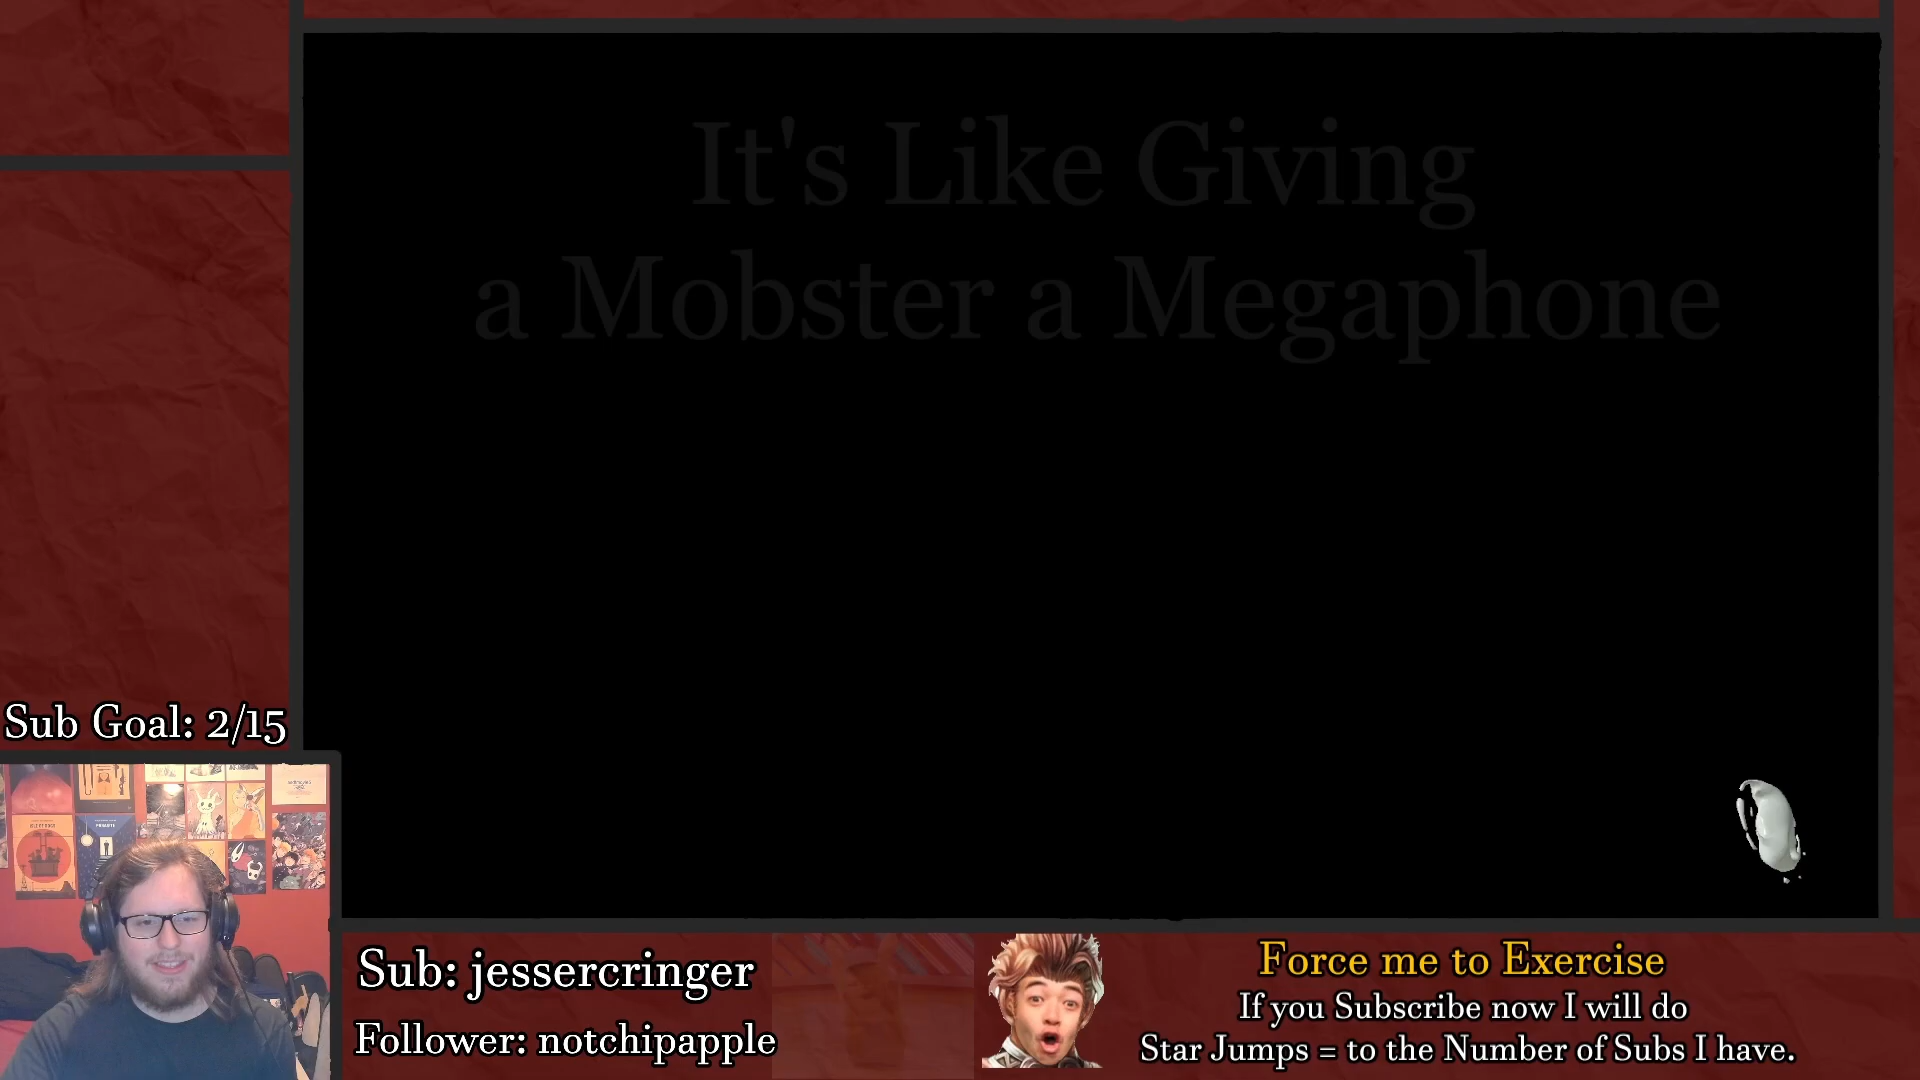 It's Like Giving
a Mobster a Megaphone
Sub Goal: 2/15
Sub: jessercringer
Follower: notchipapple
Force me to Exercise
If you Subscribe now I will do
Star Jumps = to the Number of Subs I have.